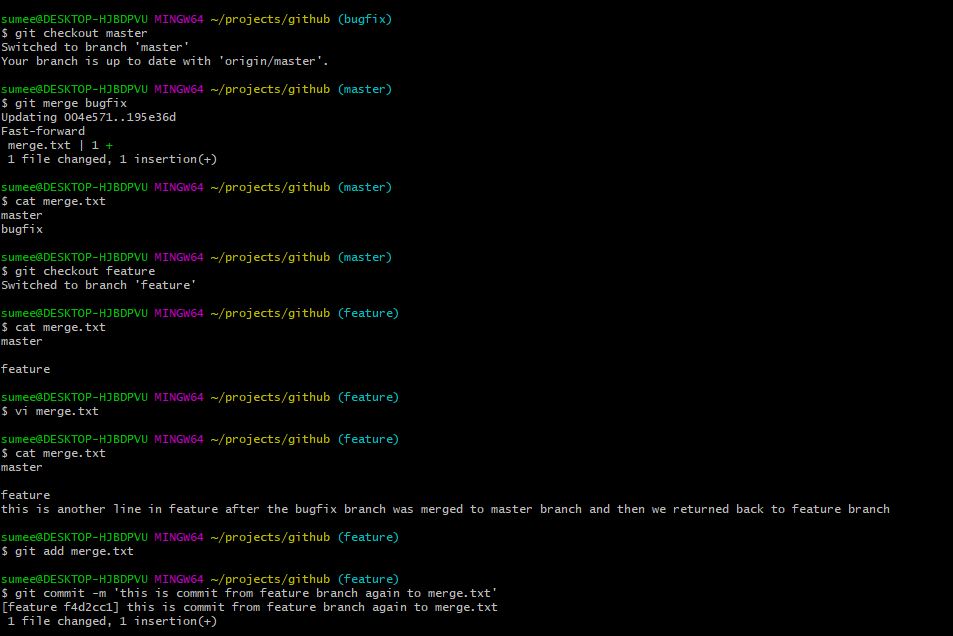 sumee@DESKTOP-HJBDPVU MINGW64 ~/projects/github (bugfix)
$ git checkout master
Switched to branch 'master'
Your branch is up to date with 'origin/master'.
sumee@DESKTOP-HJBDPVU MINGW64 ~/projects/github (master)
$ git merge bugfix
Updating 004e571..195e36d
Fast-forward
merge.txt | 1 +
1 file changed, 1 insertion(+)
sumee@DESKTOP-HJBDPVU MINGW64 ~/projects/github (master)
$ cat merge.txt
master
bugfix
sumee@DESKTOP-HJBDPVU MINGW64 ~/projects/github (master)
$ git checkout feature
Switched to branch 'feature'
sumee@DESKTOP-HJBDPVU MINGW64 ~/projects/github (feature)
$ cat merge.txt
master
feature
sumee@DESKTOP-HJBDPVU MINGW64 ~/projects/github (feature)
$ vi merge.txt
sumee@DESKTOP-HJBDPVU MINGW64 ~/projects/github (feature)
$ cat merge.txt
master
feature
this is another line in feature after the bugfix branch was merged to master branch and then we returned back to feature branch
sumee@DESKTOP-HJBDPVU MINGW64 ~/projects/github (feature)
$ git add merge.txt
sumee@DESKTOP-HJBDPVU MINGW64 ~/projects/github (feature)
$ git commit -m 'this is commit from feature branch again to merge.txt'
[feature f4d2cc1] this is commit from feature branch again to merge.txt
1 file changed, 1 insertion(+)